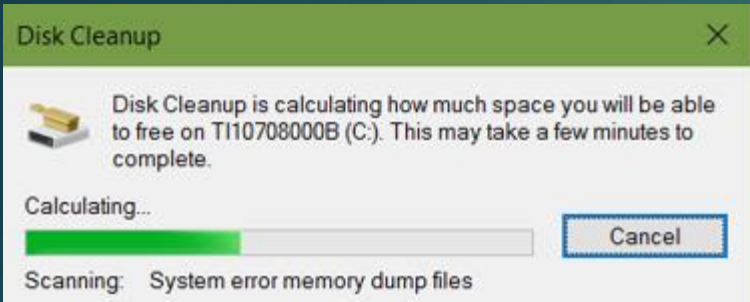 Disk Cleanup
Disk Cleanup is calculating how much space you will be able
to free on TI10708000B (C:). This may take a few minutes to
complete.
Calculating...
Cancel
Scanning: System error memory dump files